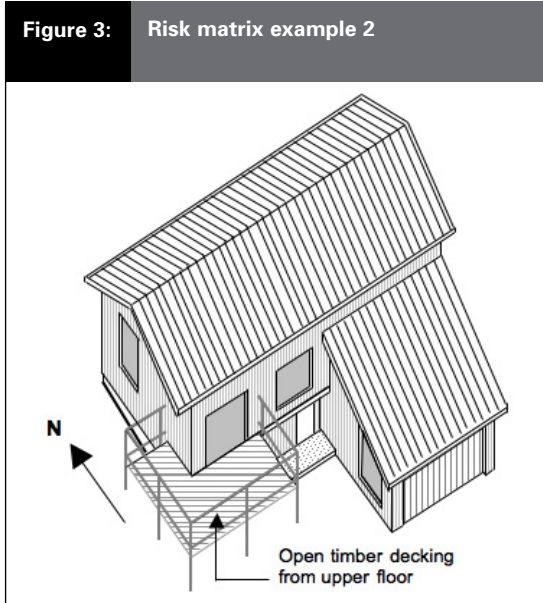 Figure 3: Risk matrix example 2
N
Open timber decking
from upper floor